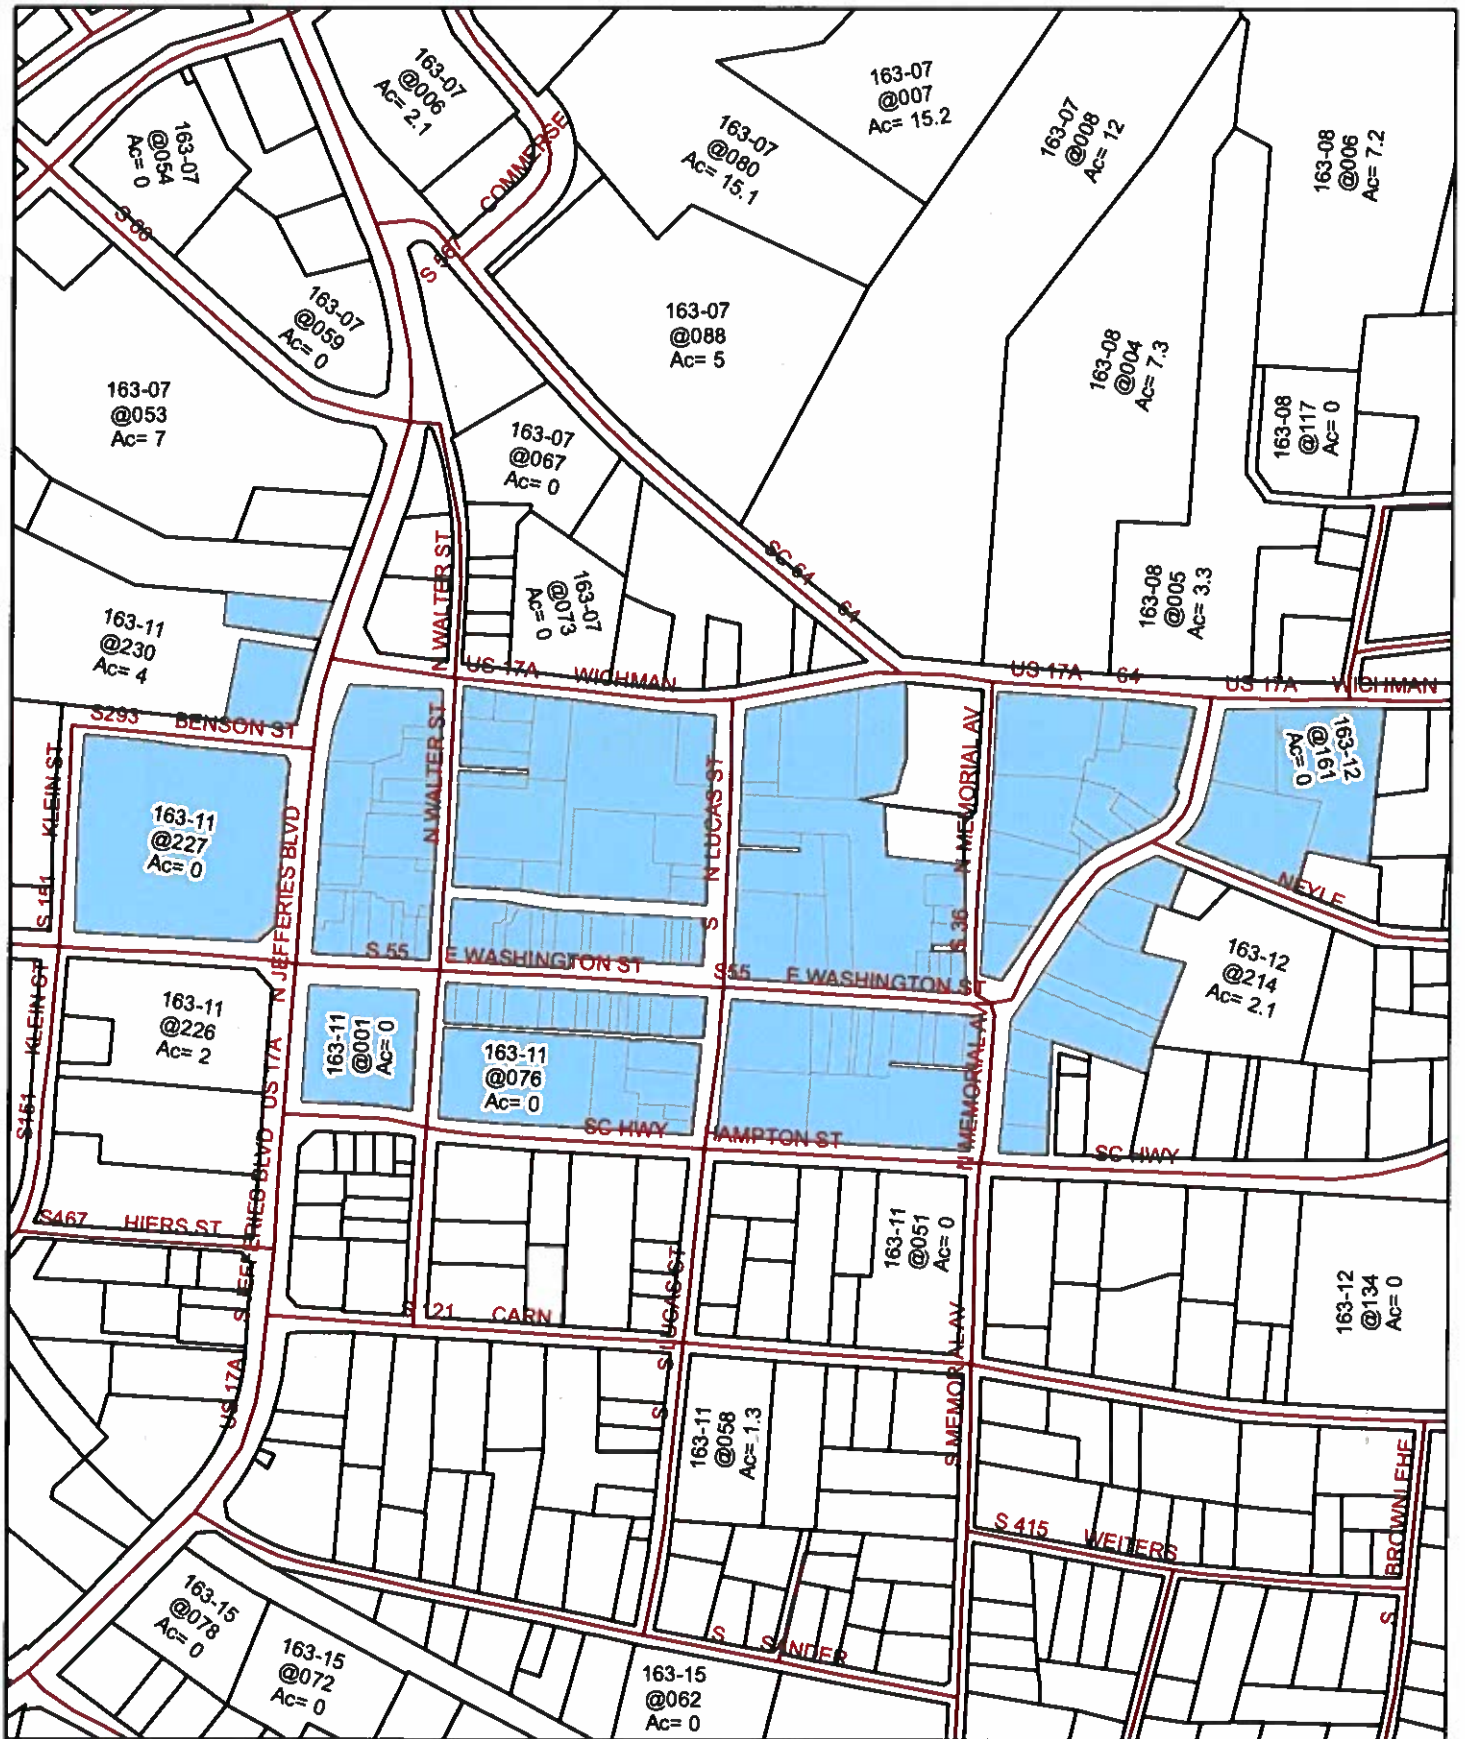 163-07
@006
Ac= 2.1
163-07
@007
Ac= 15.2
163-07
@008
Ac= 12
163-08
@006
Ac= 7.2
163-07
@054
Ac= 0
163-07
@080
Ac= 15.1
COMMERSE
S 68
163-07
@059
Ac= 0
163-07
@088
Ac= 5
163-08
@004
Ac= 7.3
163-07
@053
Ac= 7
163-08
@117
Ac= 0
163-07
@067
Ac= 0
SC 64
64
N WALTER ST
163-07
@073
Ac= 0
163-08
@005
Ac= 3.3
163-11
@230
Ac= 4
US 17A WICHMAN
US 17A 64
US 17A WICHMAN
S293 BENSON ST
KLEIN ST
N WALTER ST
N LUCAS ST
N MEMORIAL AV
163-12
@161
Ac= 0
163-11
@227
Ac= 0
N JEFFERIES BLVD
S 151
S
S 36
NEYLE
S 55 E WASHINGTON ST
S55 E WASHINGTON ST
163-12
@214
Ac= 2.1
KLEIN ST
S151
163-11
@226
Ac= 2
US 17A
163-11
@001
Ac= 0
163-11
@076
Ac= 0
N MEMORIAL AV
SC HWY
AMPTON ST
SC HWY
S467 HIERS ST
163-11
@051
Ac= 0
163-12
@134
Ac= 0
CARN
S LUCAS ST
S
US 17A
S MEMORIAL AV
163-11
@058
Ac= 1.3
S 415 WEITERS
S
163-15
@078
Ac= 0
163-15
@072
Ac= 0
S SANDER
163-15
@062
Ac= 0